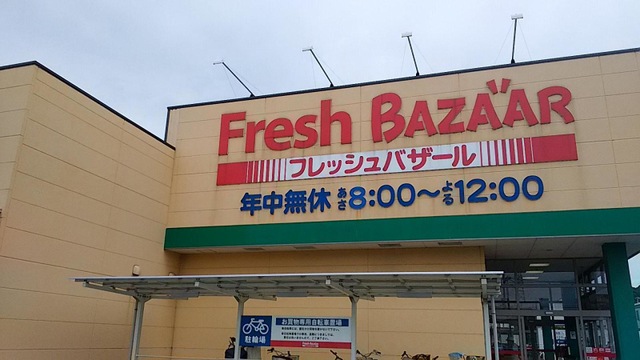 Fresh BAZAAR
フレッシュバザール
年中無休 あさ8:00～よる12:00
お買物専用自転車置場
駐輪場